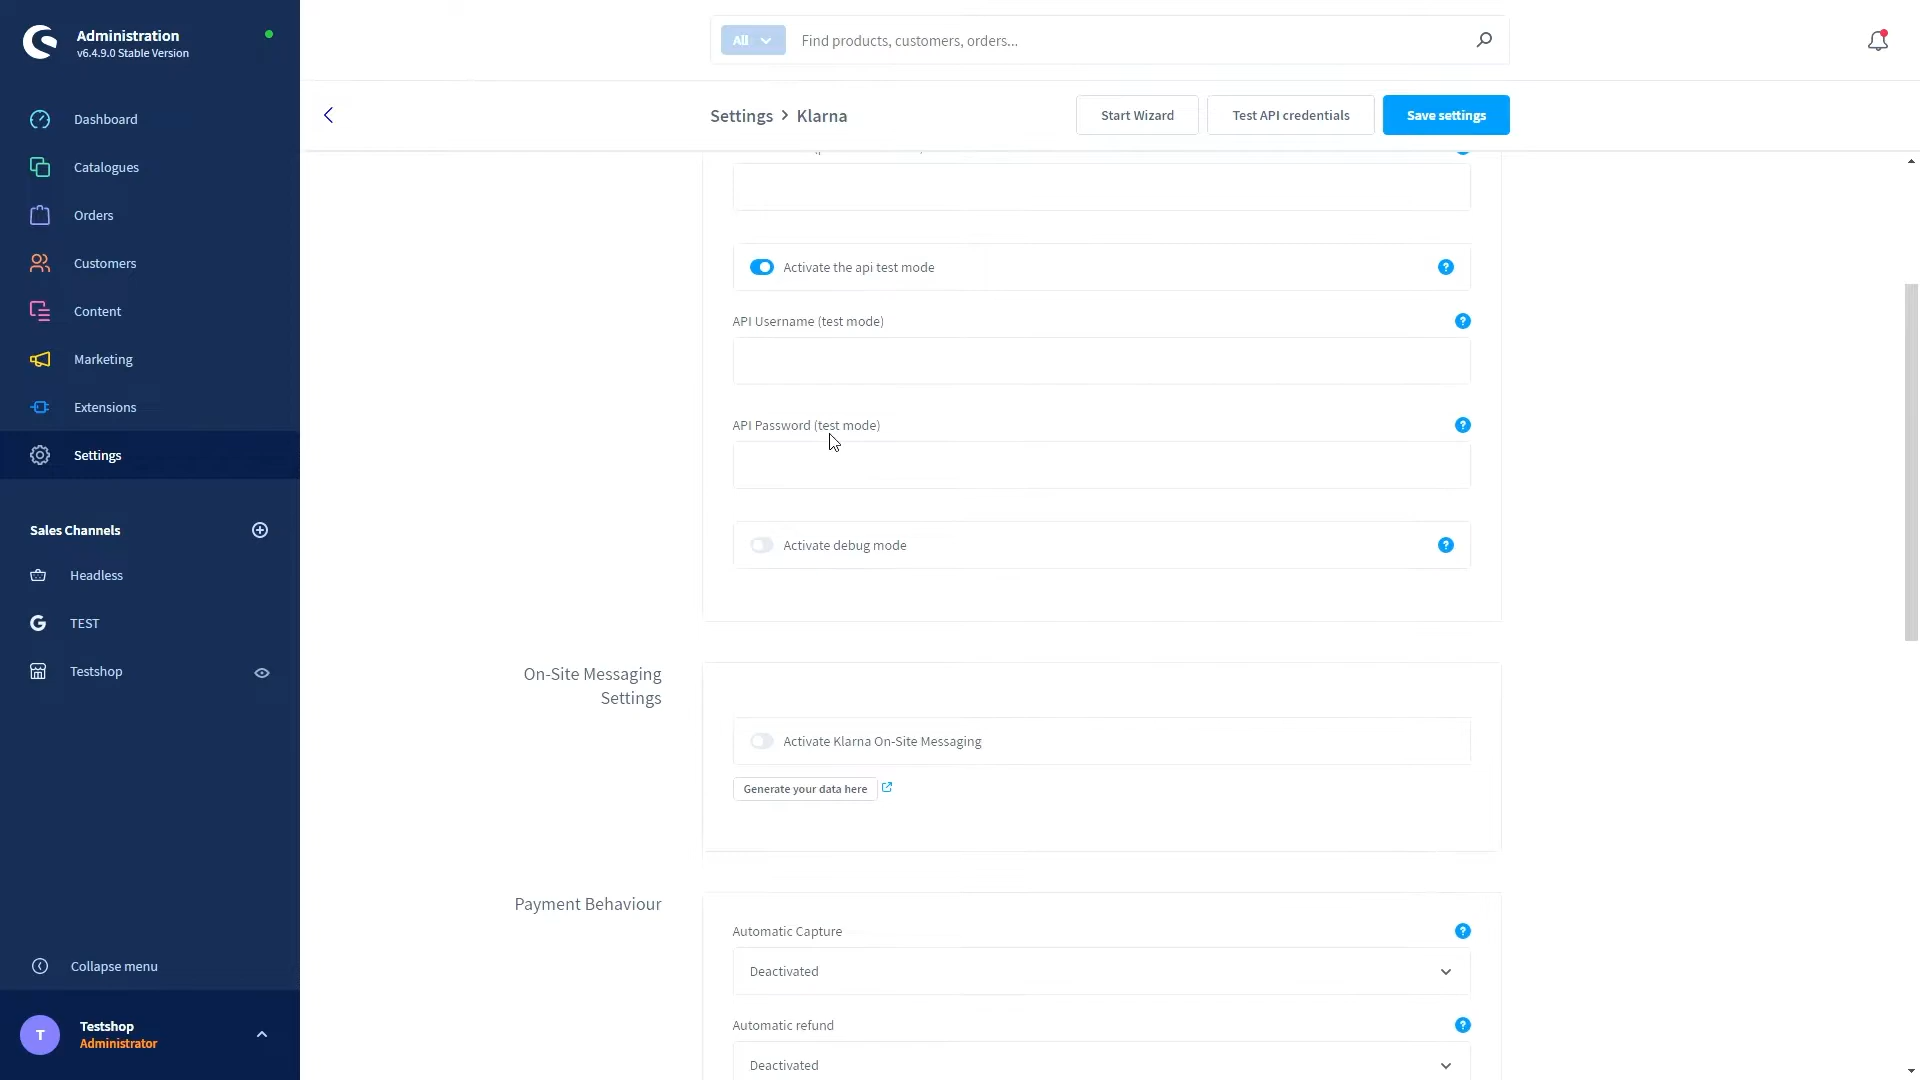 Administration
v6.4.9.0 Stable Version
All
Find products, customers, orders...
Settings > Klarna
Start Wizard
Test API credentials
Save settings
Dashboard
Catalogues
Orders
Customers
Content
Marketing
Extensions
Settings
Sales Channels
Headless
TEST
Testshop
Collapse menu
T
Testshop
Administrator
Activate the api test mode
?
API Username (test mode)
?
API Password (test mode)
?
Activate debug mode
?
On-Site Messaging
Settings
Activate Klarna On-Site Messaging
Generate your data here
Payment Behaviour
Automatic Capture
?
Deactivated
Automatic refund
?
Deactivated